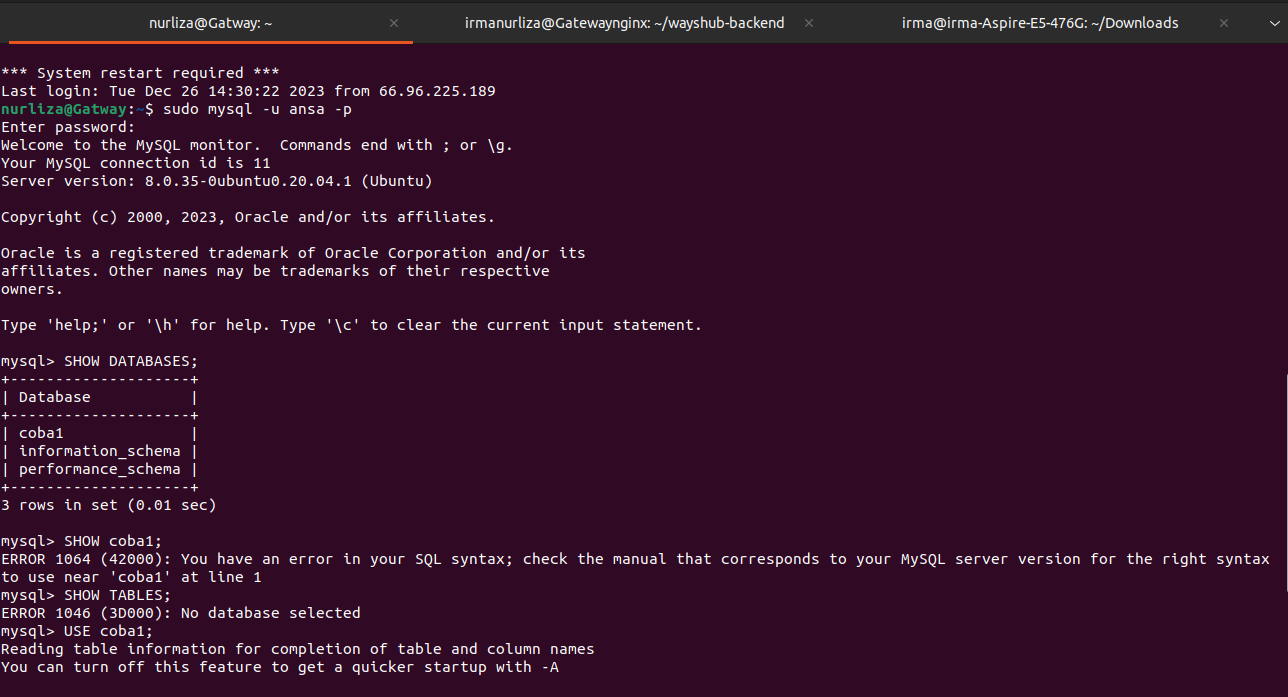 nurliza@Gatway: ~
irmanurliza@Gatewaynginx: ~/wayshub-backend
irma@irma-Aspire-E5-476G: ~/Downloads
*** System restart required ***
Last login: Tue Dec 26 14:30:22 2023 from 66.96.225.189
nurliza@Gatway:~$ sudo mysql -u ansa -p
Enter password:
Welcome to the MySQL monitor.  Commands end with ; or \g.
Your MySQL connection id is 11
Server version: 8.0.35-0ubuntu0.20.04.1 (Ubuntu)
Copyright (c) 2000, 2023, Oracle and/or its affiliates.
Oracle is a registered trademark of Oracle Corporation and/or its
affiliates. Other names may be trademarks of their respective
owners.
Type 'help;' or '\h' for help. Type '\c' to clear the current input statement.
mysql> SHOW DATABASES;
+--------------------+
| Database           |
+--------------------+
| coba1              |
| information_schema |
| performance_schema |
+--------------------+
3 rows in set (0.01 sec)
mysql> SHOW coba1;
ERROR 1064 (42000): You have an error in your SQL syntax; check the manual that corresponds to your MySQL server version for the right syntax
to use near 'coba1' at line 1
mysql> SHOW TABLES;
ERROR 1046 (3D000): No database selected
mysql> USE coba1;
Reading table information for completion of table and column names
You can turn off this feature to get a quicker startup with -A